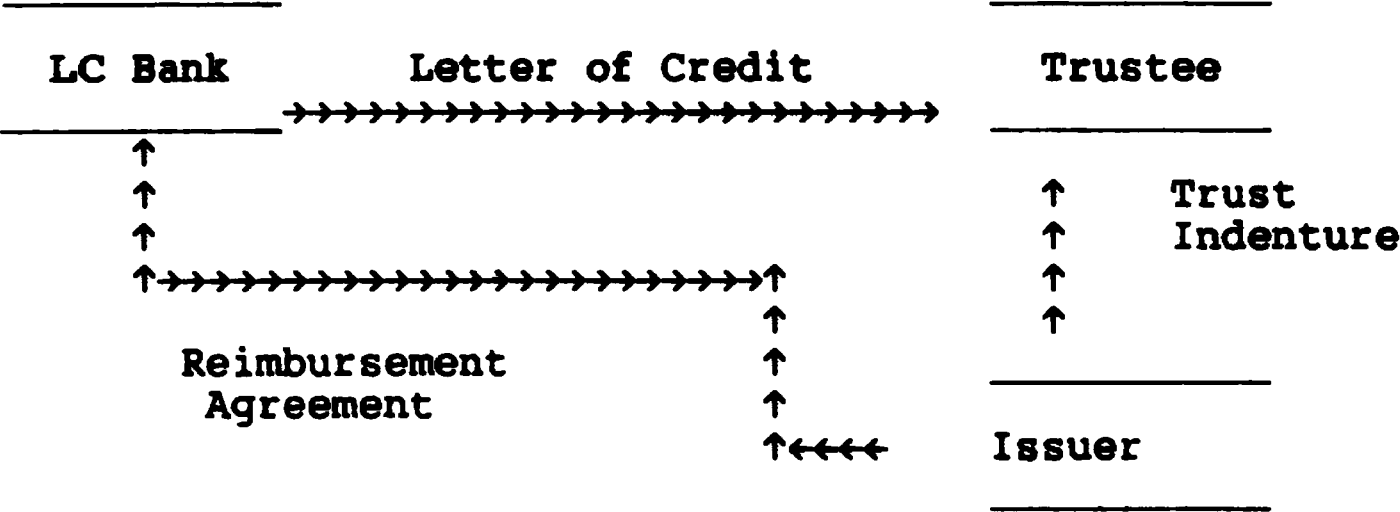 LC Bank Letter of Credit Trustee
Trust
Indenture
Reimbursement
Agreement
Issuer